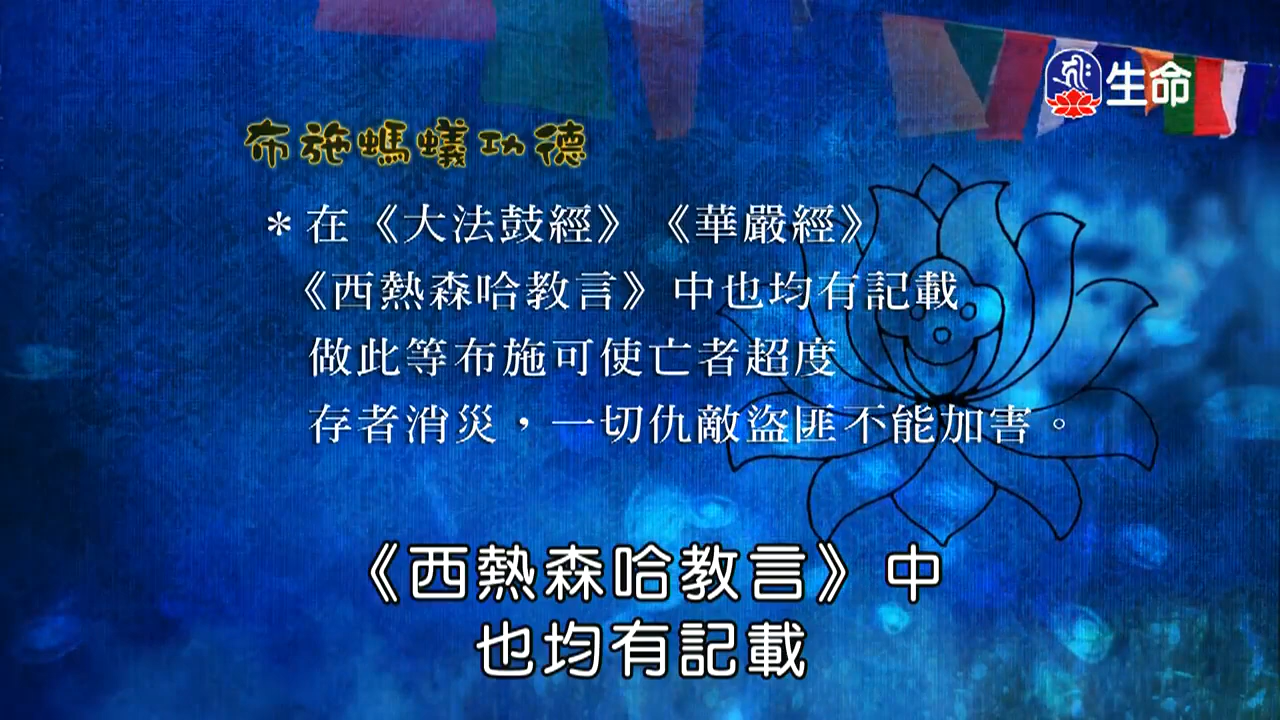 生命
布施螞蟻功德
＊在《大法鼓經》《華嚴經》
《西熱森哈教言》中也均有記載
做此等布施可使亡者超度
存者消災，一切仇敵盜匪不能加害。
《西熱森哈教言》中
也均有記載